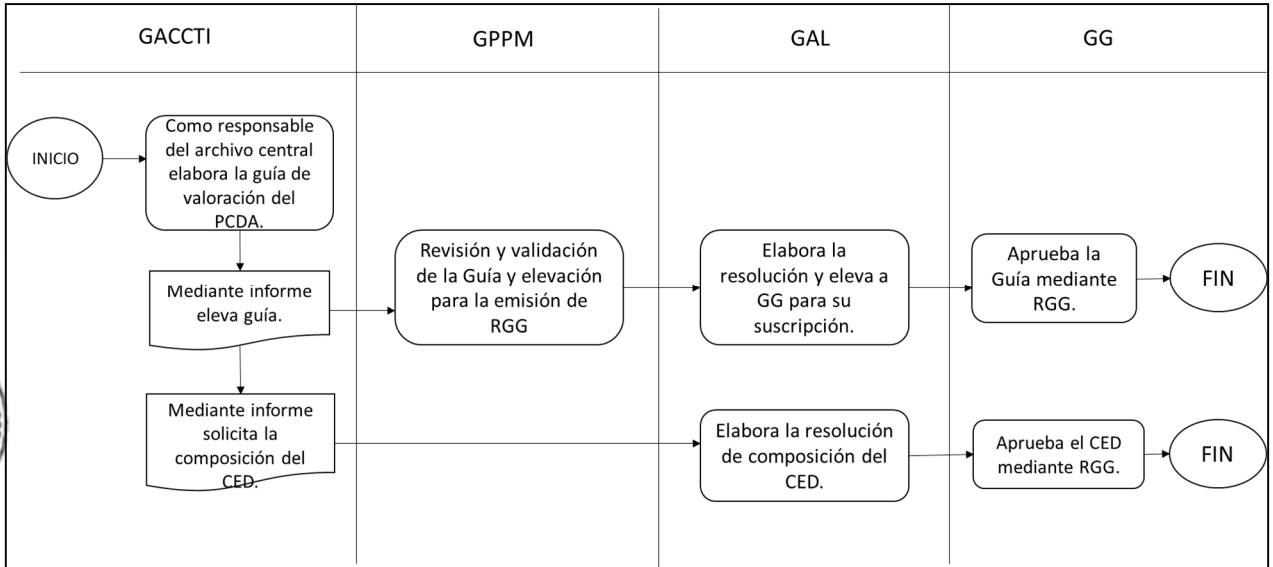 GACCTI
GPPM
GAL
GG
INICIO
Como responsable
del archivo central
elabora la guía de
valoración del
PCDA.
Mediante informe
eleva guía.
Revisión y validación
de la Guía y elevación
para la emisión de
RGG
Elabora la
resolución y eleva a
GG para su
suscripción.
Aprueba la
Guía mediante
RGG.
FIN
Mediante informe
solicita la
composición del
CED.
Elabora la resolución
de composición del
CED.
Aprueba el CED
mediante RGG.
FIN